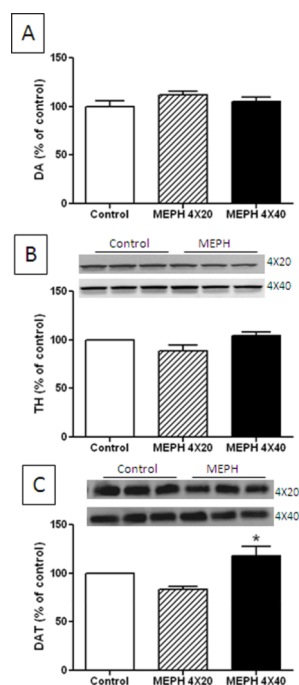 A
DA (% of control)
150
100
50
0
Control MEPH 4X20 MEPH 4X40
B
Control MEPH
4X20
4X40
TH (% of control)
150
100
50
0
Control MEPH 4X20 MEPH 4X40
C
Control MEPH
4X20
4X40
DAT (% of control)
150
100
50
0
*
Control MEPH 4X20 MEPH 4X40